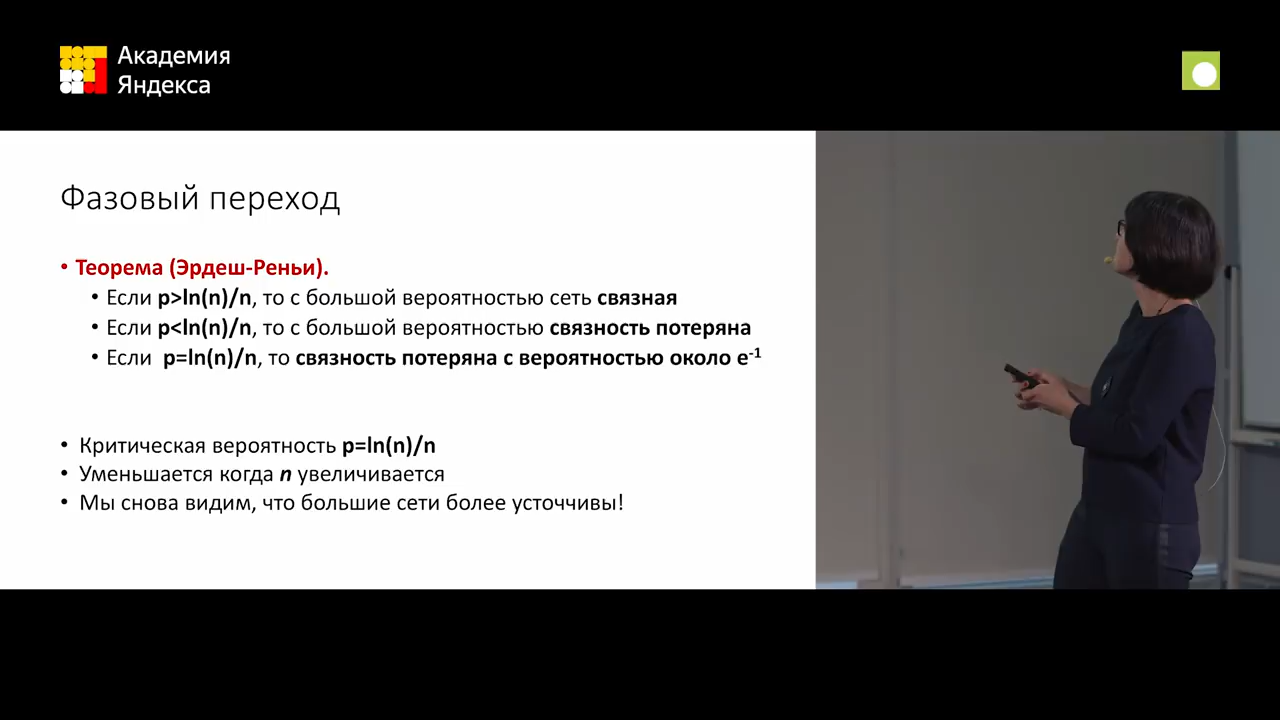 Академия
Яндекса
Фазовый переход
• Теорема (Эрдеш-Реньи).
• Если p>ln(n)/n, то с большой вероятностью сеть связная
• Если p<ln(n)/n, то с большой вероятностью связность потеряна
• Если p=ln(n)/n, то связность потеряна с вероятностью около e⁻¹
• Критическая вероятность p=ln(n)/n
• Уменьшается когда n увеличивается
• Мы снова видим, что большие сети более усточчивы!